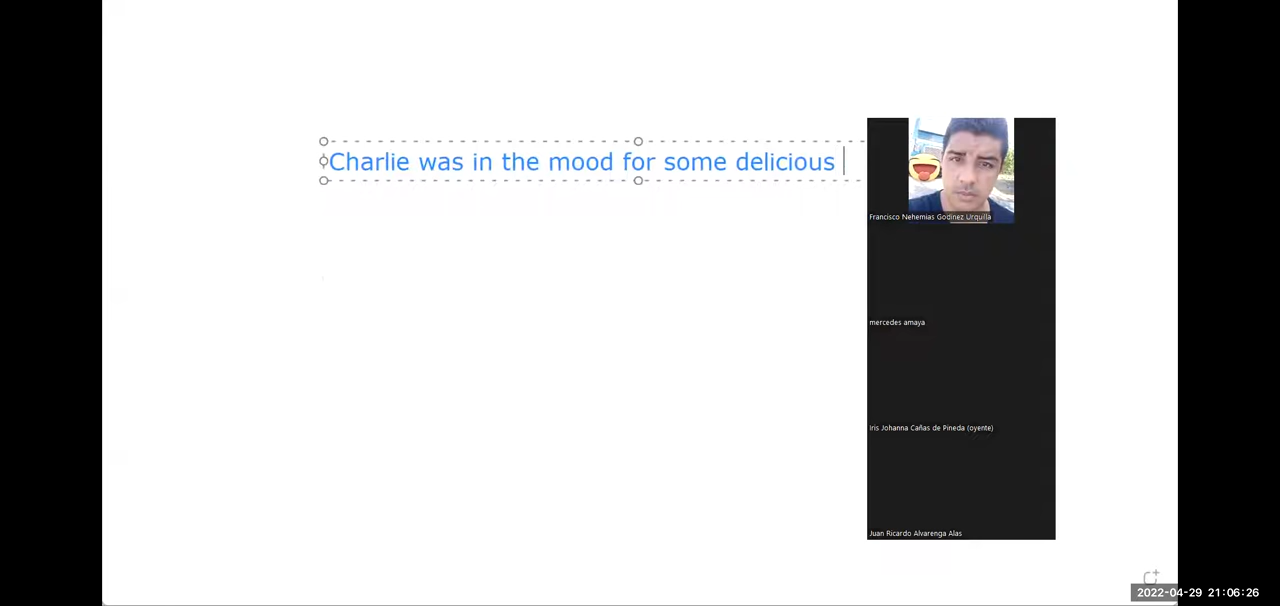 Charlie was in the mood for some delicious
Francisco Nehemias Godinez Urquilla
mercedes amaya
Iris Johanna Cañas de Pineda (oyente)
Juan Ricardo Alvarenga Alas
2022-04-29 21:06:26